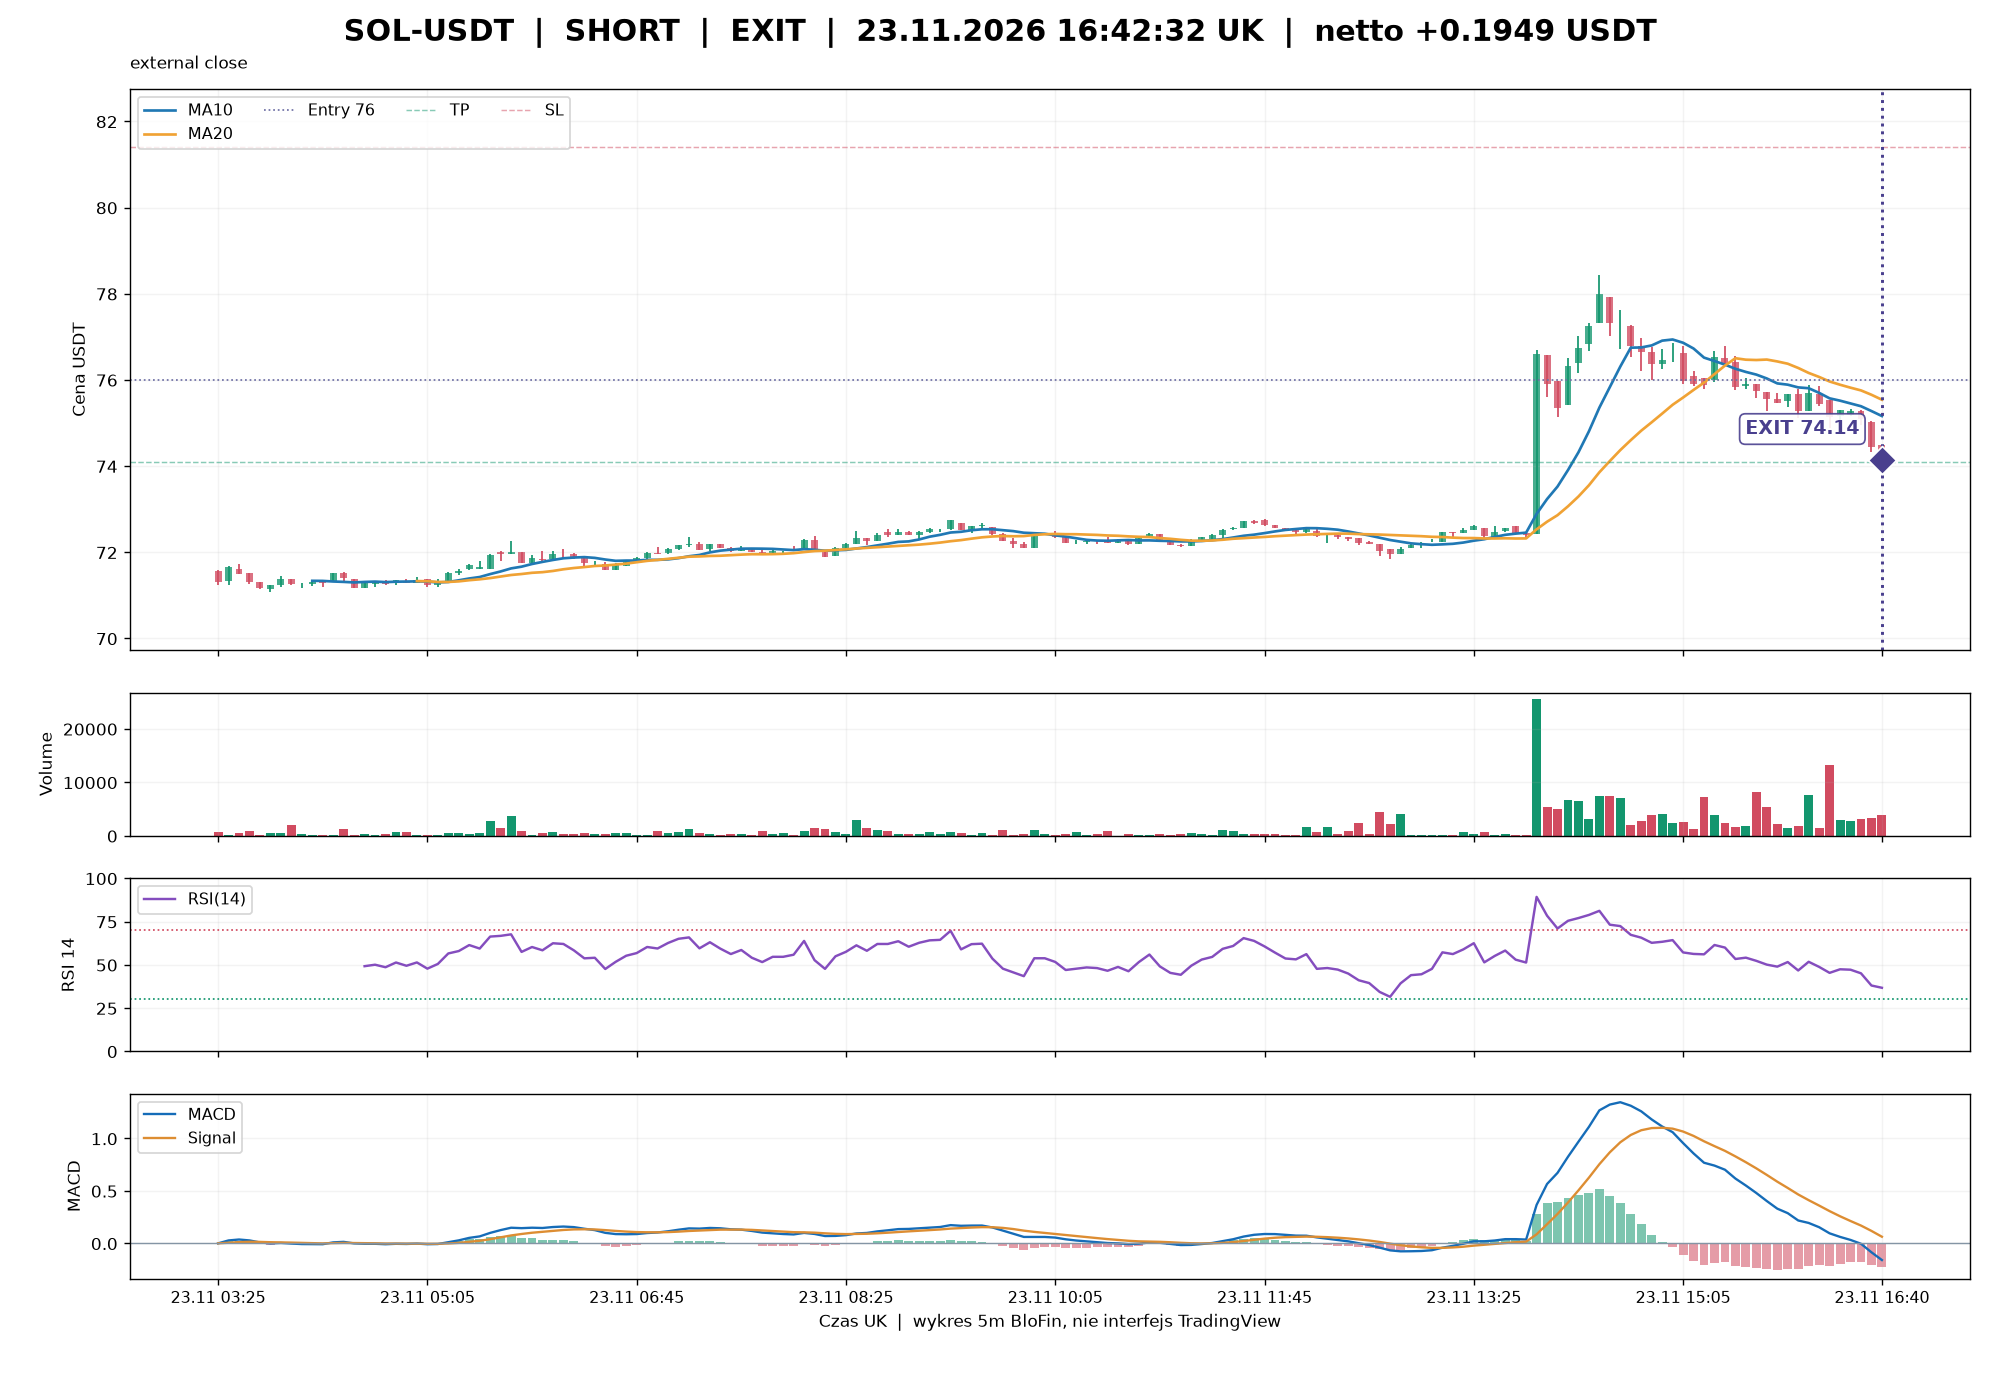 SOL-USDT | SHORT | EXIT | 23.11.2026 16:42:32 UK | netto +0.1949 USDT
external close
MA10
MA20
Entry 76
TP
SL
Cena USDT
82
80
78
76
74
72
70
EXIT 74.14
Volume
20000
10000
0
RSI 14
100
75
50
25
0
RSI(14)
MACD
1.0
0.5
0.0
MACD
Signal
23.11 03:25
23.11 05:05
23.11 06:45
23.11 08:25
23.11 10:05
23.11 11:45
23.11 13:25
23.11 15:05
23.11 16:40
Czas UK | wykres 5m BloFin, nie interfejs TradingView